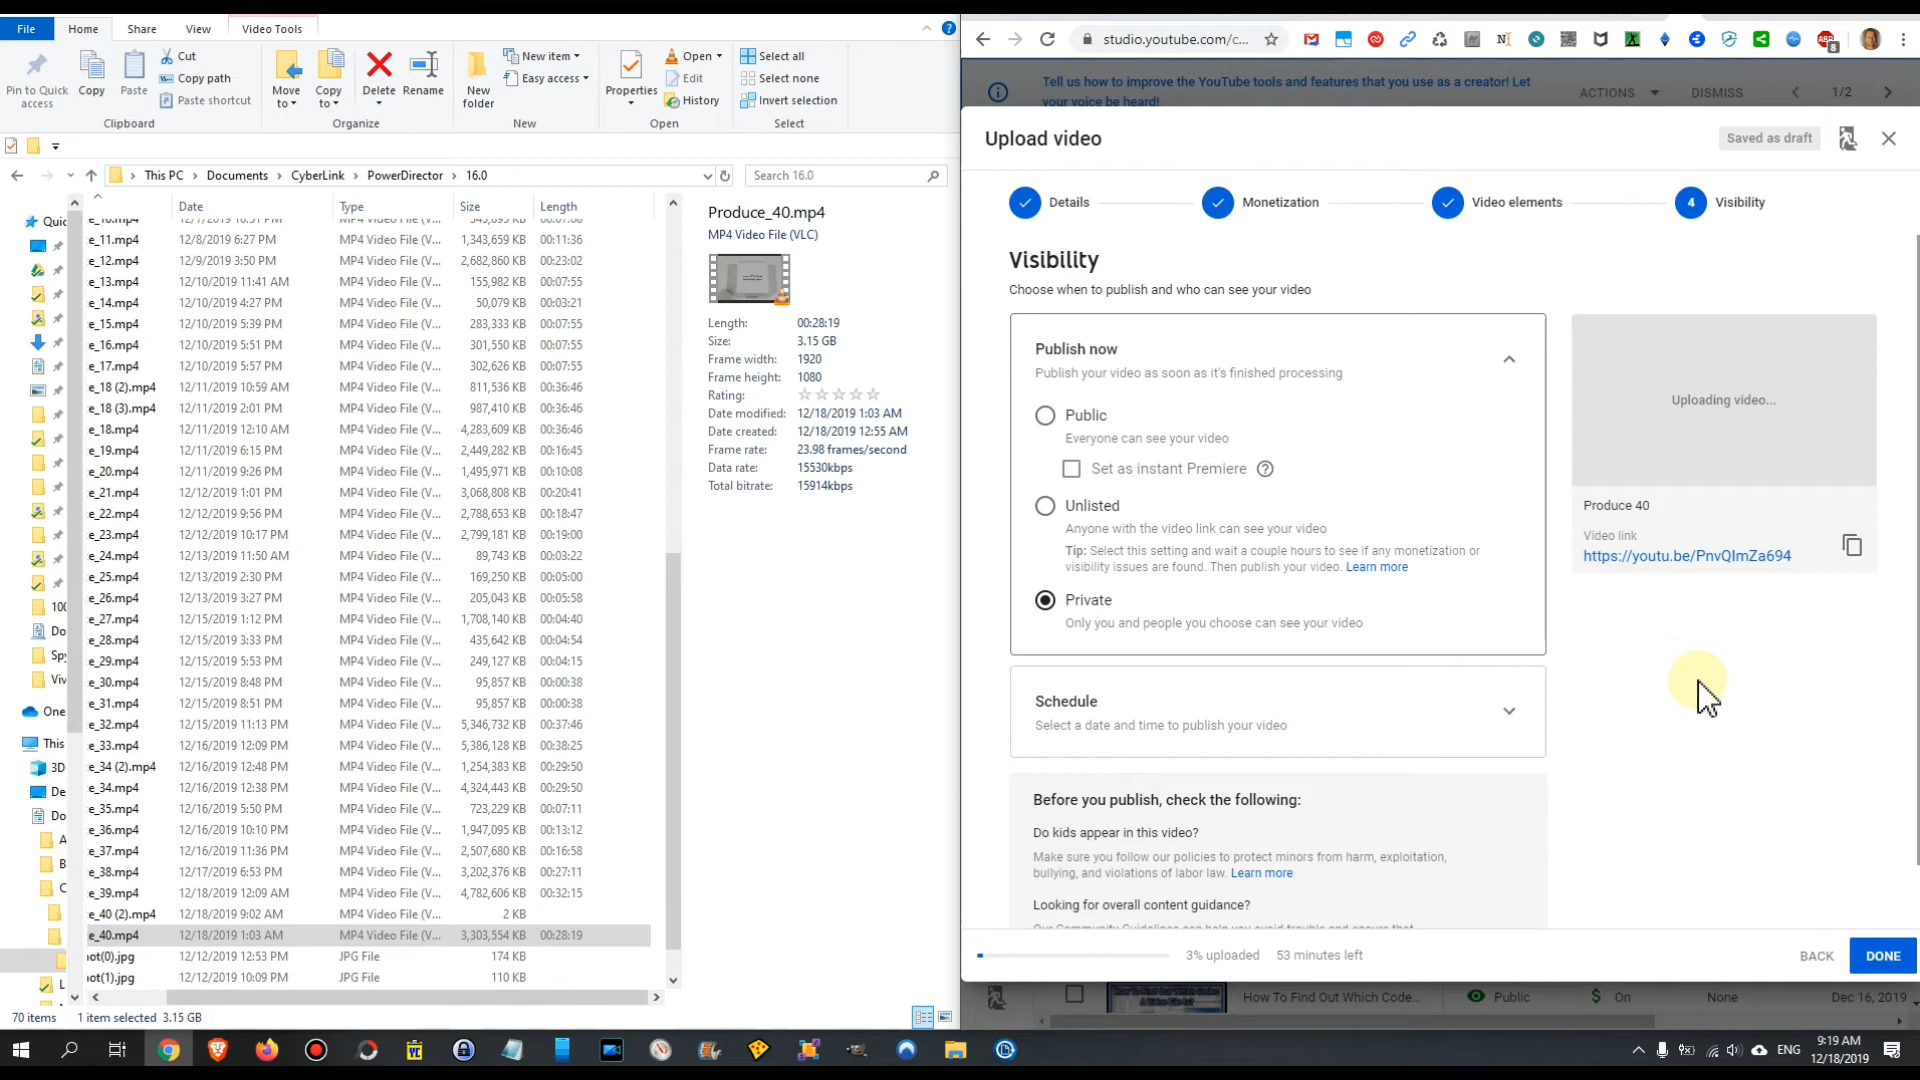 File Home Share View Video Tools
Pin to Quick access
Copy
Paste
Cut
Copy path
Paste shortcut
Clipboard
Move to
Copy to
Delete
Rename
Organize
New folder
New item
Easy access
New
Properties
Open
Edit
History
Open
Select all
Select none
Invert selection
Select
This PC > Documents > CyberLink > PowerDirector > 16.0
Search 16.0
Date Type Size Length
e_11.mp4 12/8/2019 6:27 PM MP4 Video File (V... 1,343,659 KB 00:11:36
e_12.mp4 12/9/2019 3:50 PM MP4 Video File (V... 2,682,860 KB 00:23:02
e_13.mp4 12/10/2019 11:41 AM MP4 Video File (V... 155,982 KB 00:07:55
e_14.mp4 12/10/2019 4:27 PM MP4 Video File (V... 50,079 KB 00:03:21
e_15.mp4 12/10/2019 5:39 PM MP4 Video File (V... 283,333 KB 00:07:55
e_16.mp4 12/10/2019 5:51 PM MP4 Video File (V... 301,550 KB 00:07:55
e_17.mp4 12/10/2019 5:57 PM MP4 Video File (V... 302,626 KB 00:07:55
e_18 (2).mp4 12/11/2019 10:59 AM MP4 Video File (V... 811,536 KB 00:36:46
e_18 (3).mp4 12/11/2019 2:01 PM MP4 Video File (V... 987,410 KB 00:36:46
e_18.mp4 12/11/2019 12:10 AM MP4 Video File (V... 4,283,609 KB 00:36:46
e_19.mp4 12/11/2019 6:15 PM MP4 Video File (V... 2,449,282 KB 00:16:45
e_20.mp4 12/11/2019 9:26 PM MP4 Video File (V... 1,495,971 KB 00:10:08
e_21.mp4 12/12/2019 1:01 PM MP4 Video File (V... 3,068,808 KB 00:20:41
e_22.mp4 12/12/2019 9:56 PM MP4 Video File (V... 2,788,653 KB 00:18:47
e_23.mp4 12/12/2019 10:17 PM MP4 Video File (V... 2,799,181 KB 00:19:00
e_24.mp4 12/13/2019 11:50 AM MP4 Video File (V... 89,743 KB 00:03:22
e_25.mp4 12/13/2019 2:30 PM MP4 Video File (V... 169,250 KB 00:05:00
e_26.mp4 12/13/2019 3:27 PM MP4 Video File (V... 205,043 KB 00:05:58
e_27.mp4 12/15/2019 1:12 PM MP4 Video File (V... 1,708,140 KB 00:04:40
e_28.mp4 12/15/2019 3:33 PM MP4 Video File (V... 435,642 KB 00:04:54
e_29.mp4 12/15/2019 5:53 PM MP4 Video File (V... 249,127 KB 00:04:15
e_30.mp4 12/15/2019 8:48 PM MP4 Video File (V... 95,857 KB 00:00:38
e_31.mp4 12/15/2019 8:51 PM MP4 Video File (V... 95,857 KB 00:00:38
e_32.mp4 12/15/2019 11:13 PM MP4 Video File (V... 5,346,732 KB 00:37:46
e_33.mp4 12/16/2019 12:09 PM MP4 Video File (V... 5,386,128 KB 00:38:25
e_34 (2).mp4 12/16/2019 12:48 PM MP4 Video File (V... 1,254,383 KB 00:29:50
e_34.mp4 12/16/2019 12:38 PM MP4 Video File (V... 4,324,443 KB 00:29:50
e_35.mp4 12/16/2019 5:50 PM MP4 Video File (V... 723,229 KB 00:07:11
e_36.mp4 12/16/2019 10:10 PM MP4 Video File (V... 1,947,095 KB 00:13:12
e_37.mp4 12/16/2019 11:36 PM MP4 Video File (V... 2,507,680 KB 00:16:58
e_38.mp4 12/17/2019 6:53 PM MP4 Video File (V... 3,202,376 KB 00:27:11
e_39.mp4 12/18/2019 12:09 AM MP4 Video File (V... 4,782,606 KB 00:32:15
e_40 (2).mp4 12/18/2019 9:02 AM MP4 Video File (V... 2 KB
e_40.mp4 12/18/2019 1:03 AM MP4 Video File (V... 3,303,554 KB 00:28:19
not(0).jpg 12/12/2019 12:53 PM JPG File 174 KB
not(1).jpg 12/12/2019 10:09 PM JPG File 110 KB
Quic
100
Do
Spy
Viv
One
This
3D
De
Do
A
B
C
L
70 items 1 item selected 3.15 GB
Produce_40.mp4
MP4 Video File (VLC)
Length: 00:28:19
Size: 3.15 GB
Frame width: 1920
Frame height: 1080
Rating:
Date modified: 12/18/2019 1:03 AM
Date created: 12/18/2019 12:55 AM
Frame rate: 23.98 frames/second
Data rate: 15530kbps
Total bitrate: 15914kbps
studio.youtube.com/c...
Tell us how to improve the YouTube tools and features that you use as a creator! Let
your voice be heard!
ACTIONS DISMISS 1/2
Upload video
Saved as draft
Details Monetization Video elements 4 Visibility
Visibility
Choose when to publish and who can see your video
Publish now
Publish your video as soon as it's finished processing
Public
Everyone can see your video
Set as instant Premiere
Unlisted
Anyone with the video link can see your video
Tip: Select this setting and wait a couple hours to see if any monetization or
visibility issues are found. Then publish your video. Learn more
Private
Only you and people you choose can see your video
Schedule
Select a date and time to publish your video
Before you publish, check the following:
Do kids appear in this video?
Make sure you follow our policies to protect minors from harm, exploitation,
bullying, and violations of labor law. Learn more
Looking for overall content guidance?
Uploading video...
Produce 40
Video link
https://youtu.be/PnvQImZa694
3% uploaded 53 minutes left
BACK DONE
How To Find Out Which Codec... Public $ On None Dec 16, 2019
ENG
9:19 AM
12/18/2019